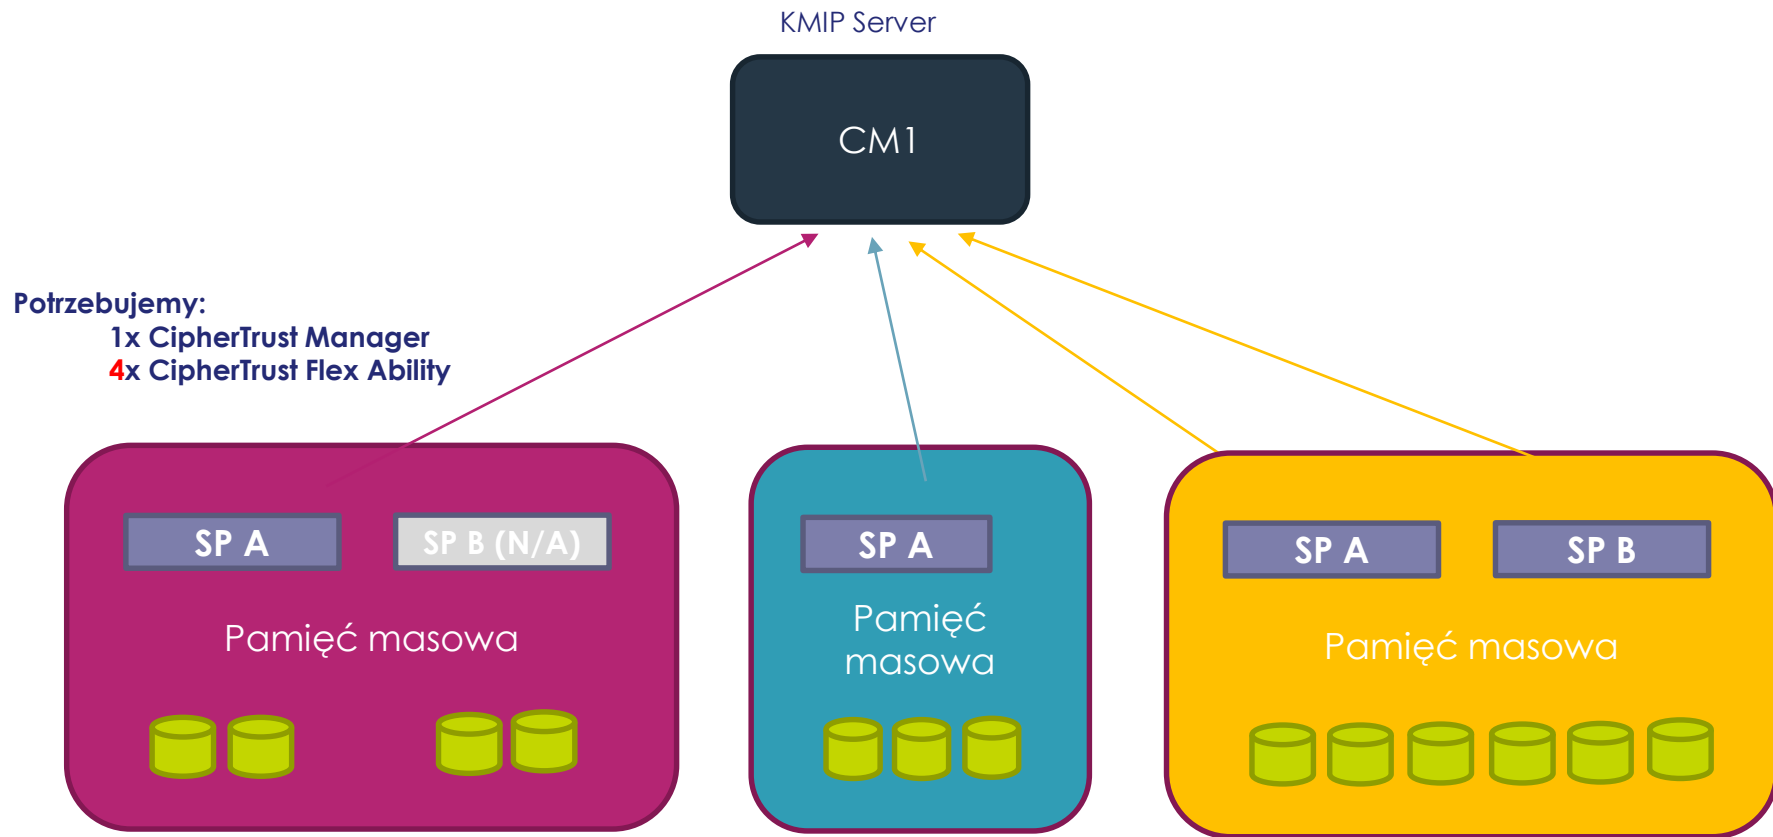 KMIP Server
CM1
Potrzebujemy:
1x CipherTrust Manager
4x CipherTrust Flex Ability
SP A
SP B (N/A)
Pamięć masowa
SP A
Pamięć
masowa
SP A
SP B
Pamięć masowa